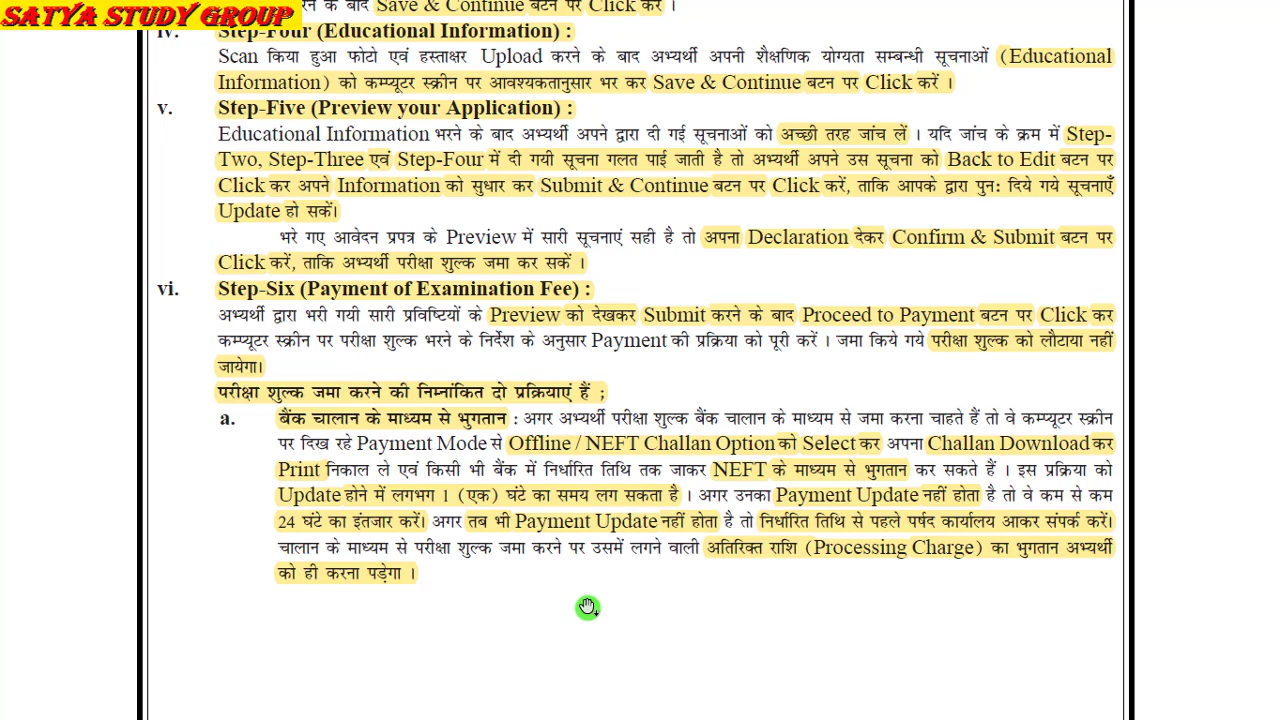 SATYA STUDY GROUP
रने के बाद Save & Continue बटन पर Click करें ।
iv. Step-Four (Educational Information) :
Scan किया हुआ फोटो एवं हस्ताक्षर Upload करने के बाद अभ्यर्थी अपनी शैक्षणिक योग्यता सम्बन्धी सूचनाओं (Educational
Information) को कम्प्यूटर स्क्रीन पर आवश्यकतानुसार भर कर Save & Continue बटन पर Click करें ।
v. Step-Five (Preview your Application) :
Educational Information भरने के बाद अभ्यर्थी अपने द्वारा दी गई सूचनाओं को अच्छी तरह जांच लें । यदि जांच के क्रम में Step-
Two, Step-Three एवं Step-Four में दी गयी सूचना गलत पाई जाती है तो अभ्यर्थी अपने उस सूचना को Back to Edit बटन पर
Click कर अपने Information को सुधार कर Submit & Continue बटन पर Click करें, ताकि आपके द्वारा पुन: दिये गये सूचनाएँ
Update हो सकें।
भरे गए आवेदन प्रपत्र के Preview में सारी सूचनाएं सही है तो अपना Declaration देकर Confirm & Submit बटन पर
Click करें, ताकि अभ्यर्थी परीक्षा शुल्क जमा कर सकें ।
vi. Step-Six (Payment of Examination Fee) :
अभ्यर्थी द्वारा भरी गयी सारी प्रविष्टियों के Preview को देखकर Submit करने के बाद Proceed to Payment बटन पर Click कर
कम्प्यूटर स्क्रीन पर परीक्षा शुल्क भरने के निर्देश के अनुसार Payment की प्रक्रिया को पूरी करें । जमा किये गये परीक्षा शुल्क को लौटाया नहीं
जायेगा।
परीक्षा शुल्क जमा करने की निम्नांकित दो प्रक्रियाएं हैं ;
a. बैंक चालान के माध्यम से भुगतान : अगर अभ्यर्थी परीक्षा शुल्क बैंक चालान के माध्यम से जमा करना चाहते हैं तो वे कम्प्यूटर स्क्रीन
पर दिख रहे Payment Mode से Offline / NEFT Challan Option को Select कर अपना Challan Download कर
Print निकाल ले एवं किसी भी बैंक में निर्धारित तिथि तक जाकर NEFT के माध्यम से भुगतान कर सकते हैं । इस प्रक्रिया को
Update होने में लगभग 1 (एक) घंटे का समय लग सकता है । अगर उनका Payment Update नहीं होता है तो वे कम से कम
24 घंटे का इंतजार करें। अगर तब भी Payment Update नहीं होता है तो निर्धारित तिथि से पहले पर्षद कार्यालय आकर संपर्क करें।
चालान के माध्यम से परीक्षा शुल्क जमा करने पर उसमें लगने वाली अतिरिक्त राशि (Processing Charge) का भुगतान अभ्यर्थी
को ही करना पड़ेगा ।